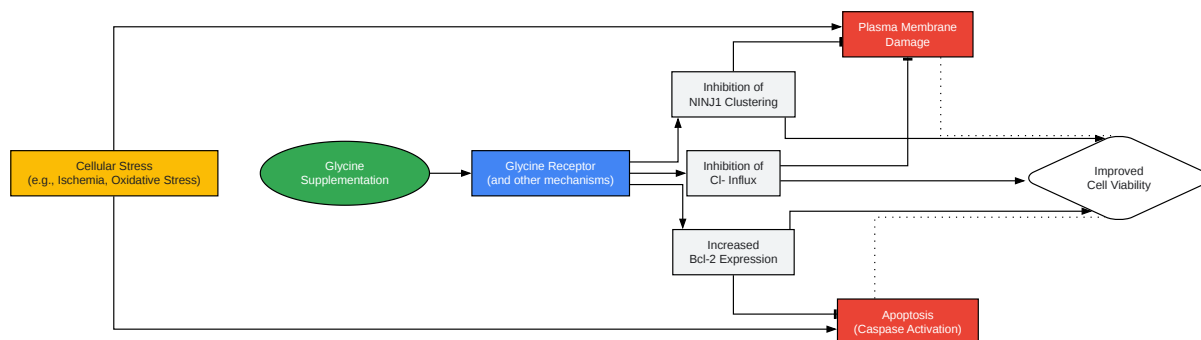 Plasma Membrane
Damage
Inhibition of
NINJ1 Clustering
Cellular Stress
(e.g., Ischemia, Oxidative Stress)
Glycine
Supplementation
Glycine Receptor
(and other mechanisms)
Inhibition of
Cl- Influx
Improved
Cell Viability
Increased
Bcl-2 Expression
Apoptosis
(Caspase Activation)